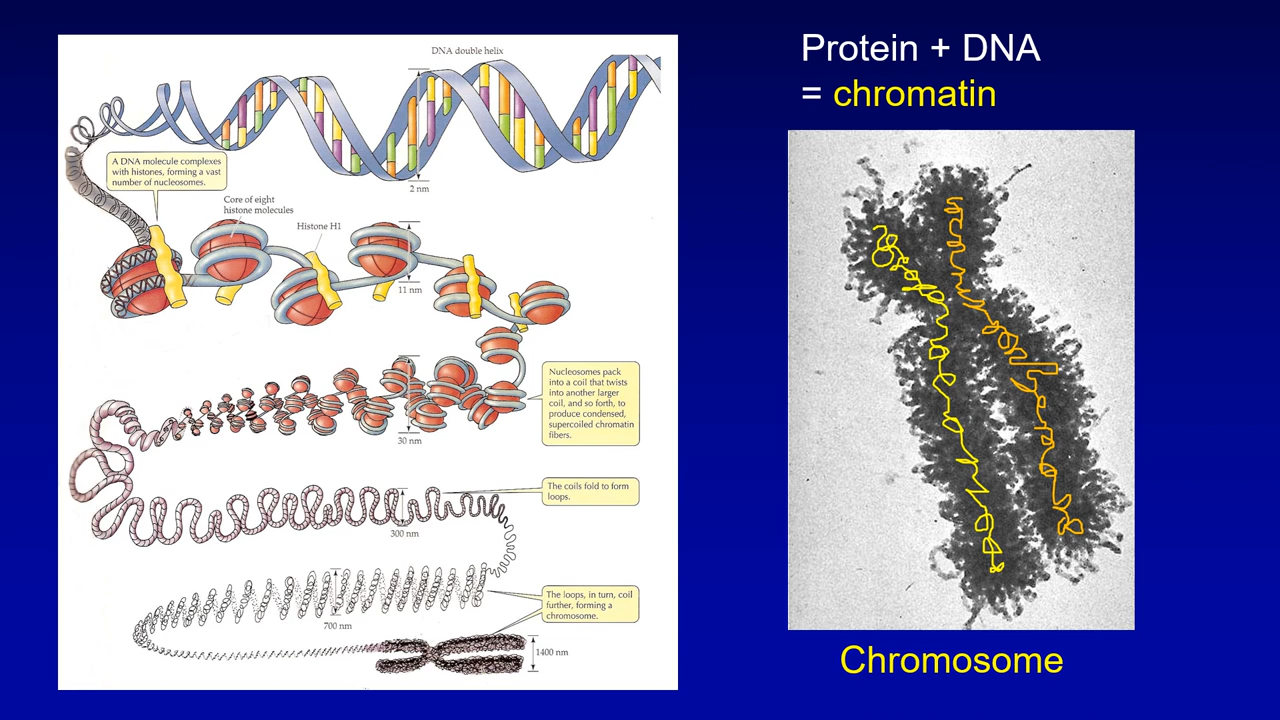 DNA double helix
A DNA molecule complexes
with histones, forming a vast
number of nucleosomes.
2 nm
Core of eight
histone molecules
Histone H1
11 nm
Nucleosomes pack
into a coil that twists
into another larger
coil, and so forth, to
produce condensed,
supercoiled chromatin
fibers.
30 nm
The coils fold to form
loops.
300 nm
The loops, in turn, coil
further, forming a
chromosome.
700 nm
1400 nm
Protein + DNA
= chromatin
Chromosome